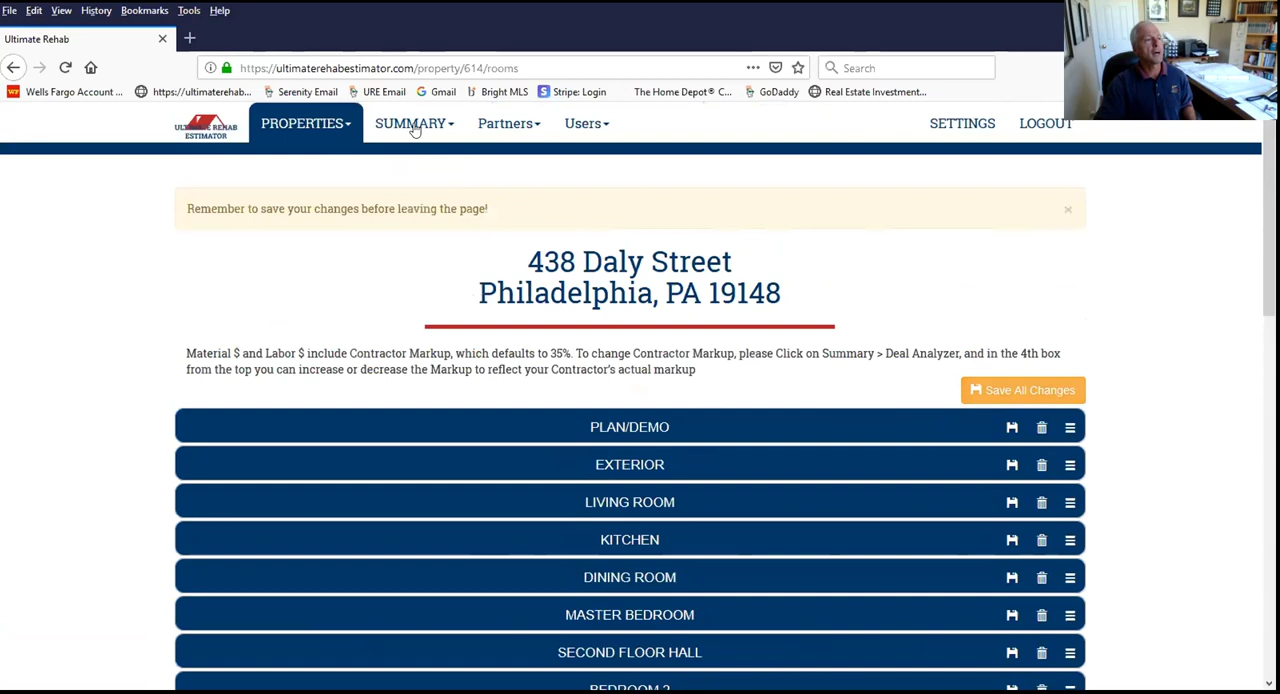 File Edit View History Bookmarks Tools Help
Ultimate Rehab
https://ultimaterehabestimator.com/property/614/rooms
Search
Wells Fargo Account ... https://ultimaterehab... Serenity Email URE Email Gmail Bright MLS Stripe: Login The Home Depot® C... GoDaddy Real Estate Investment...
ULTIMATE REHAB
ESTIMATOR
PROPERTIES SUMMARY Partners Users SETTINGS LOGOUT
Remember to save your changes before leaving the page!
438 Daly Street
Philadelphia, PA 19148
Material $ and Labor $ include Contractor Markup, which defaults to 35%. To change Contractor Markup, please Click on Summary > Deal Analyzer, and in the 4th box
from the top you can increase or decrease the Markup to reflect your Contractor's actual markup
Save All Changes
PLAN/DEMO
EXTERIOR
LIVING ROOM
KITCHEN
DINING ROOM
MASTER BEDROOM
SECOND FLOOR HALL
BEDROOM 2